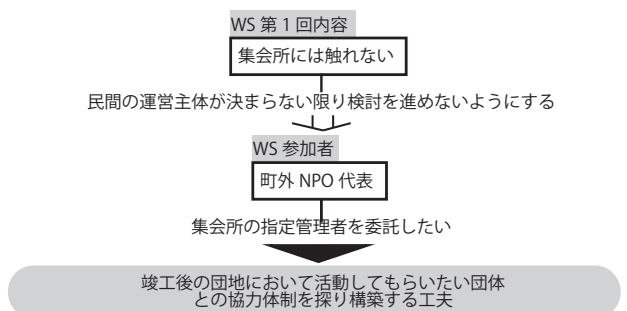 WS 第 1 回内容
集会所には触れない
民間の運営主体が決まらない限り検討を進めないようにする
WS 参加者
町外 NPO 代表
集会所の指定管理者を委託したい
竣工後の団地において活動してもらいたい団体
との協力体制を探り構築する工夫